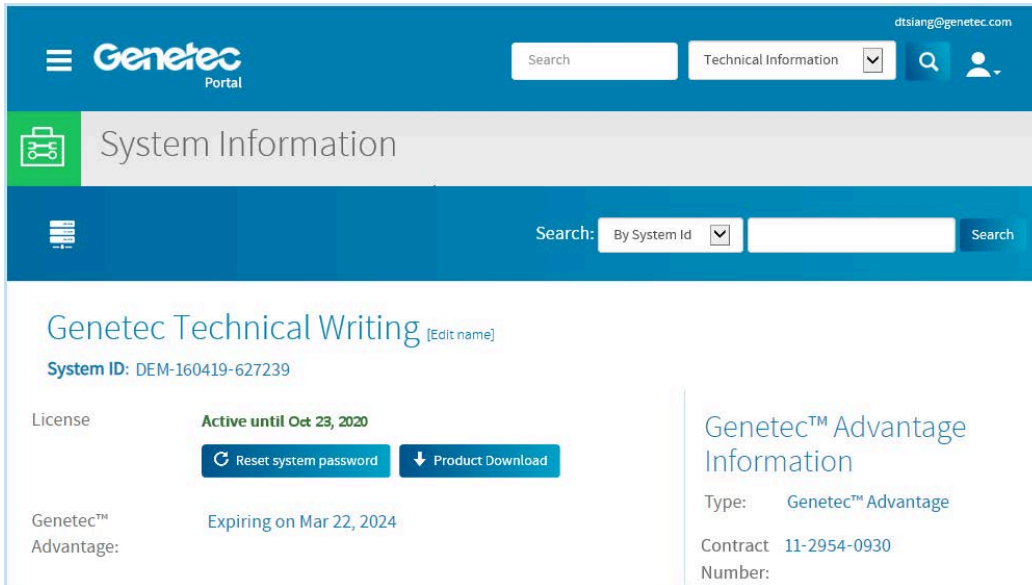 dtsiang@genetec.com
Genetec
Portal
Search
Technical Information
System Information
Search: By System Id Search
Genetec Technical Writing [Edit name]
System ID: DEM-160419-627239
License Active until Oct 23, 2020
Reset system password Product Download
Genetec™
Advantage: Expiring on Mar 22, 2024
Genetec™ Advantage
Information
Type: Genetec™ Advantage
Contract 11-2954-0930
Number: